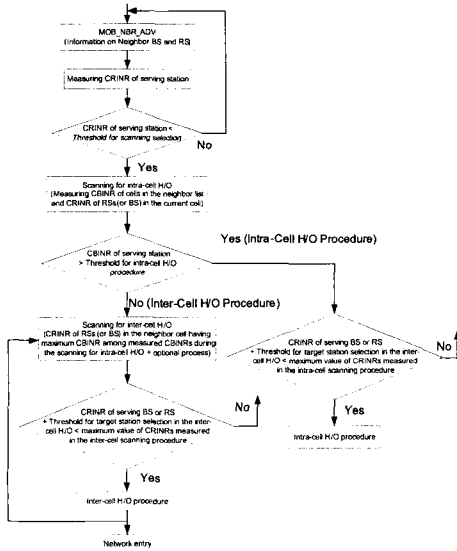 MOB_NBR_ADV
(Information on Neighbor BS and RS)
Measuring CRINR of serving station
CRINR of serving station <
Threshold for scanning selection
No
Yes
Scanning for intra-cell H/O
(Measuring CBINR of cells in the neighbor list
and CRINR of RSs(or BS) in the current cell)
CBINR of serving station
> Threshold for intra-cell H/O
procedure
Yes (Intra-Cell H/O Procedure)
No (Inter-Cell H/O Procedure)
Scanning for inter-cell H/O
(CRINR of RSs (or BS) in the neighbor cell having
maximum CBINR among measured CBINRs during
the scanning for intra-cell H/O + optional process)
CRINR of serving BS or RS
+ Threshold for target station selection in the inter-
cell H/O < maximum value of CRINRs measured
in the intra-cell scanning procedure
No
Yes
Intra-cell H/O procedure
CRINR of serving BS or RS
+ Threshold for target station selection in the inter-
cell H/O < maximum value of CRINRs measured
in the inter-cell scanning procedure
No
Yes
Inter-cell H/O procedure
Network entry